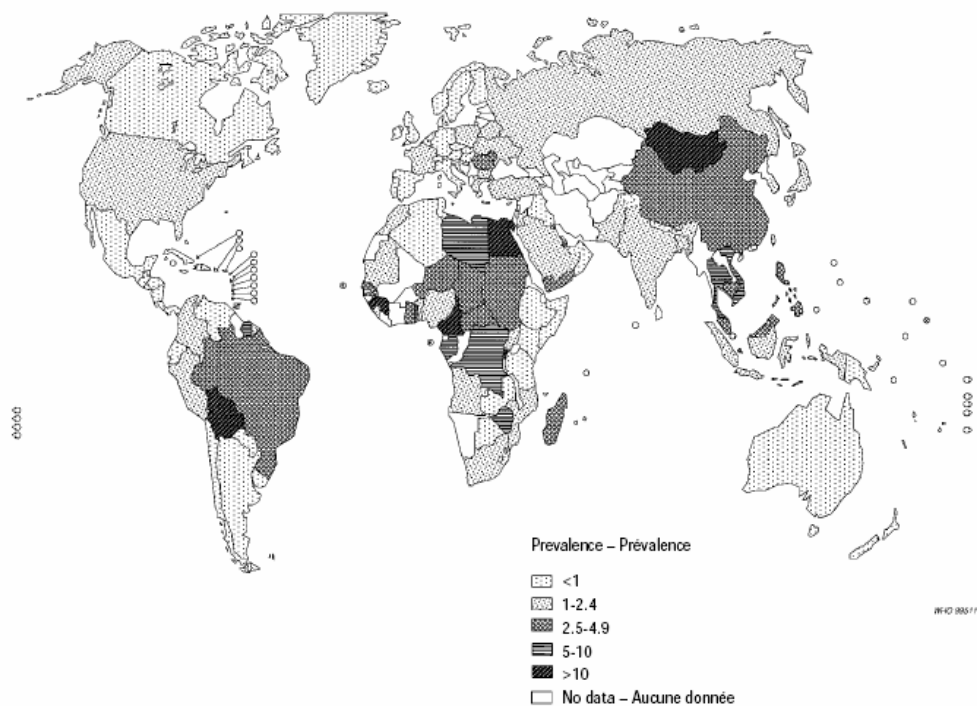 Prevalence – Prévalence
<1
1-2.4
2.5-4.9
5-10
>10
No data – Aucune donnée